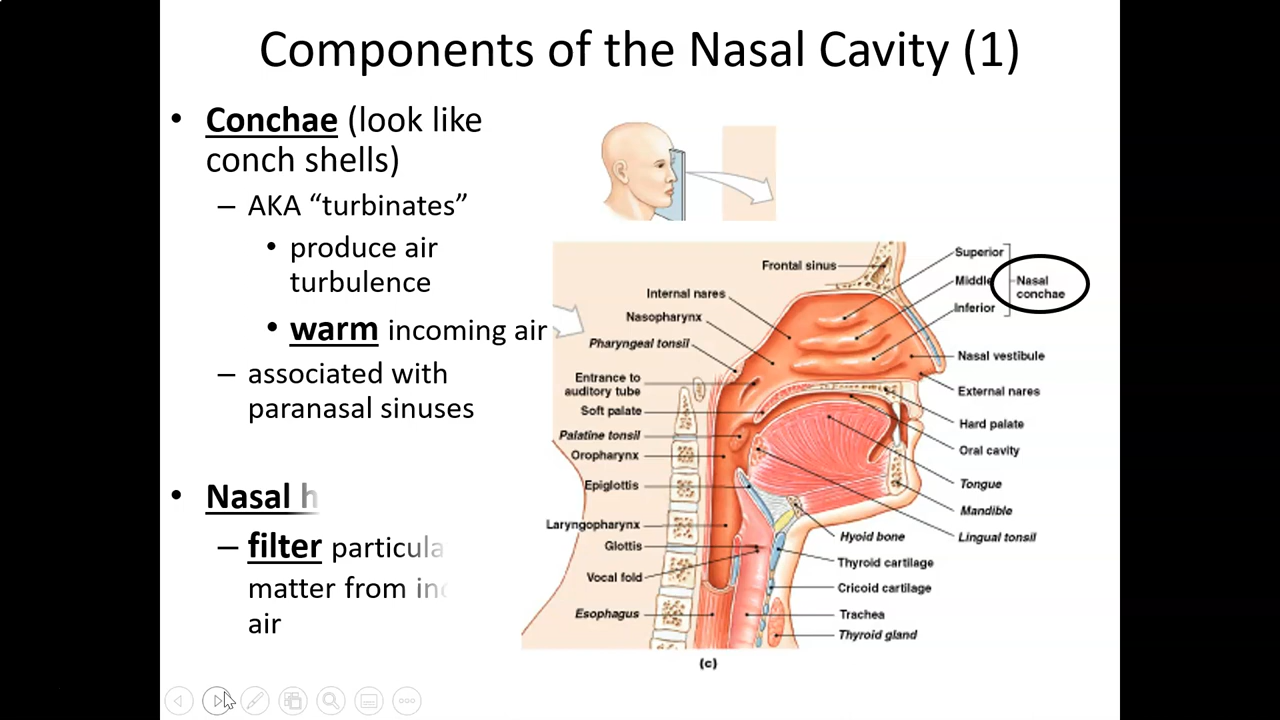 Components of the Nasal Cavity (1)
• Conchae (look like
conch shells)
– AKA “turbinates”
• produce air
turbulence
• warm incoming air
– associated with
paranasal sinuses
• Nasal
– filter
matter from
air
Frontal sinus
Internal nares
Nasopharynx
Pharyngeal tonsil
Entrance to
auditory tube
Soft palate
Palatine tonsil
Oropharynx
Epiglottis
Laryngopharynx
Glottis
Vocal fold
Esophagus
Superior
Middle
Inferior
Nasal
conchae
Nasal vestibule
External nares
Hard palate
Oral cavity
Tongue
Mandible
Lingual tonsil
Hyoid bone
Thyroid cartilage
Cricoid cartilage
Trachea
Thyroid gland
(c)